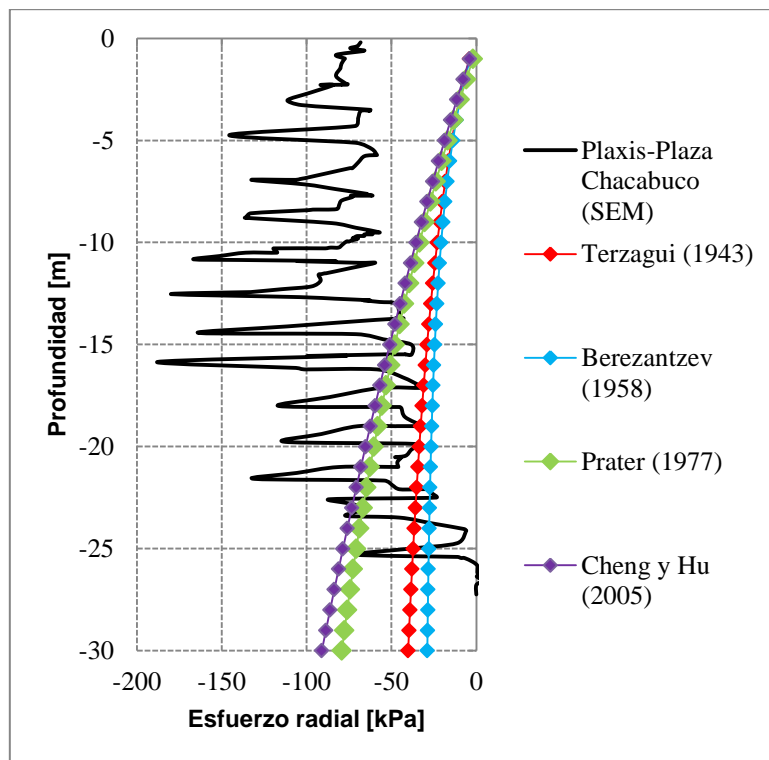 0
-5
-10
-15
-20
-25
-30
Profundidad [m]
-200 -150 -100 -50 0
Esfuerzo radial [kPa]
Plaxis-Plaza
Chacabuco
(SEM)
Terzagui (1943)
Berezantzev
(1958)
Prater (1977)
Cheng y Hu
(2005)